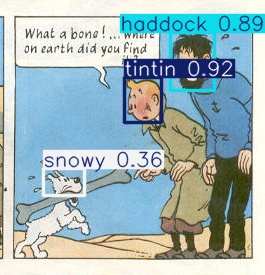 haddock 0.89
What a bone! ... Where
on earth did you find
tintin 0.92
snowy 0.36